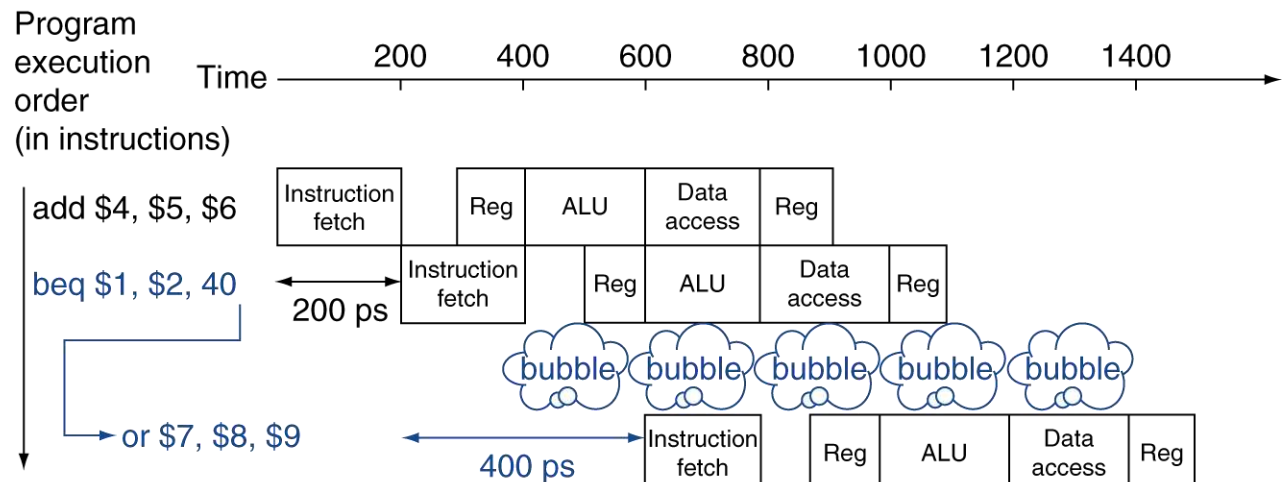 Program
execution
order
(in instructions)
Time
200 400 600 800 1000 1200 1400
add $4, $5, $6
Instruction
fetch
Reg
ALU
Data
access
Reg
beq $1, $2, 40
200 ps
Instruction
fetch
Reg
ALU
Data
access
Reg
bubble bubble bubble bubble bubble
or $7, $8, $9
400 ps
Instruction
fetch
Reg
ALU
Data
access
Reg